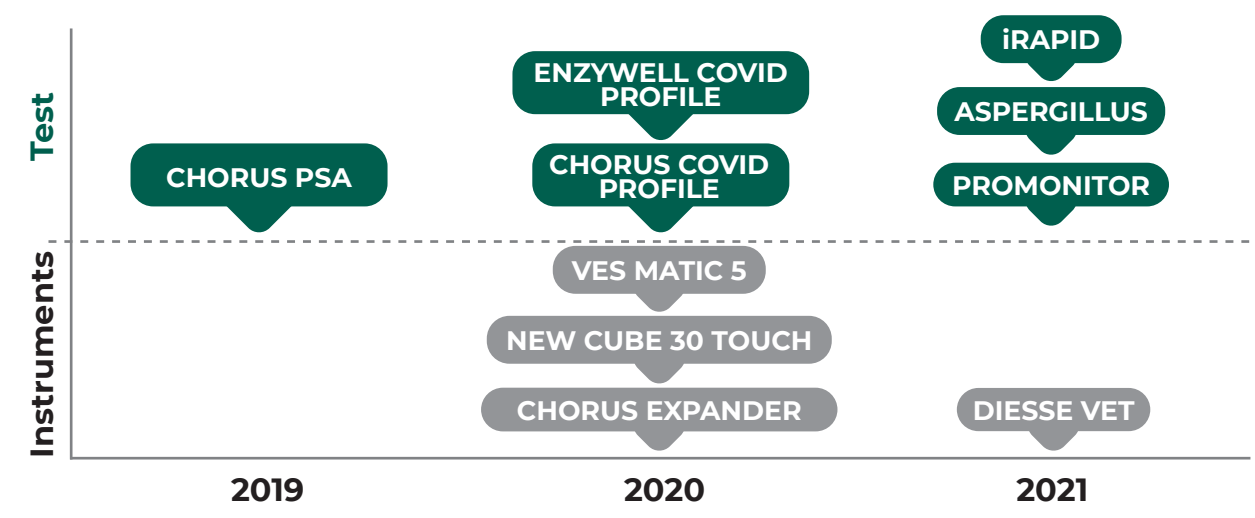 Test
CHORUS PSA
ENZYWELL COVID
PROFILE
CHORUS COVID
PROFILE
iRAPID
ASPERGILLUS
PROMONITOR
Instruments
VES MATIC 5
NEW CUBE 30 TOUCH
CHORUS EXPANDER
DIESSE VET
2019
2020
2021